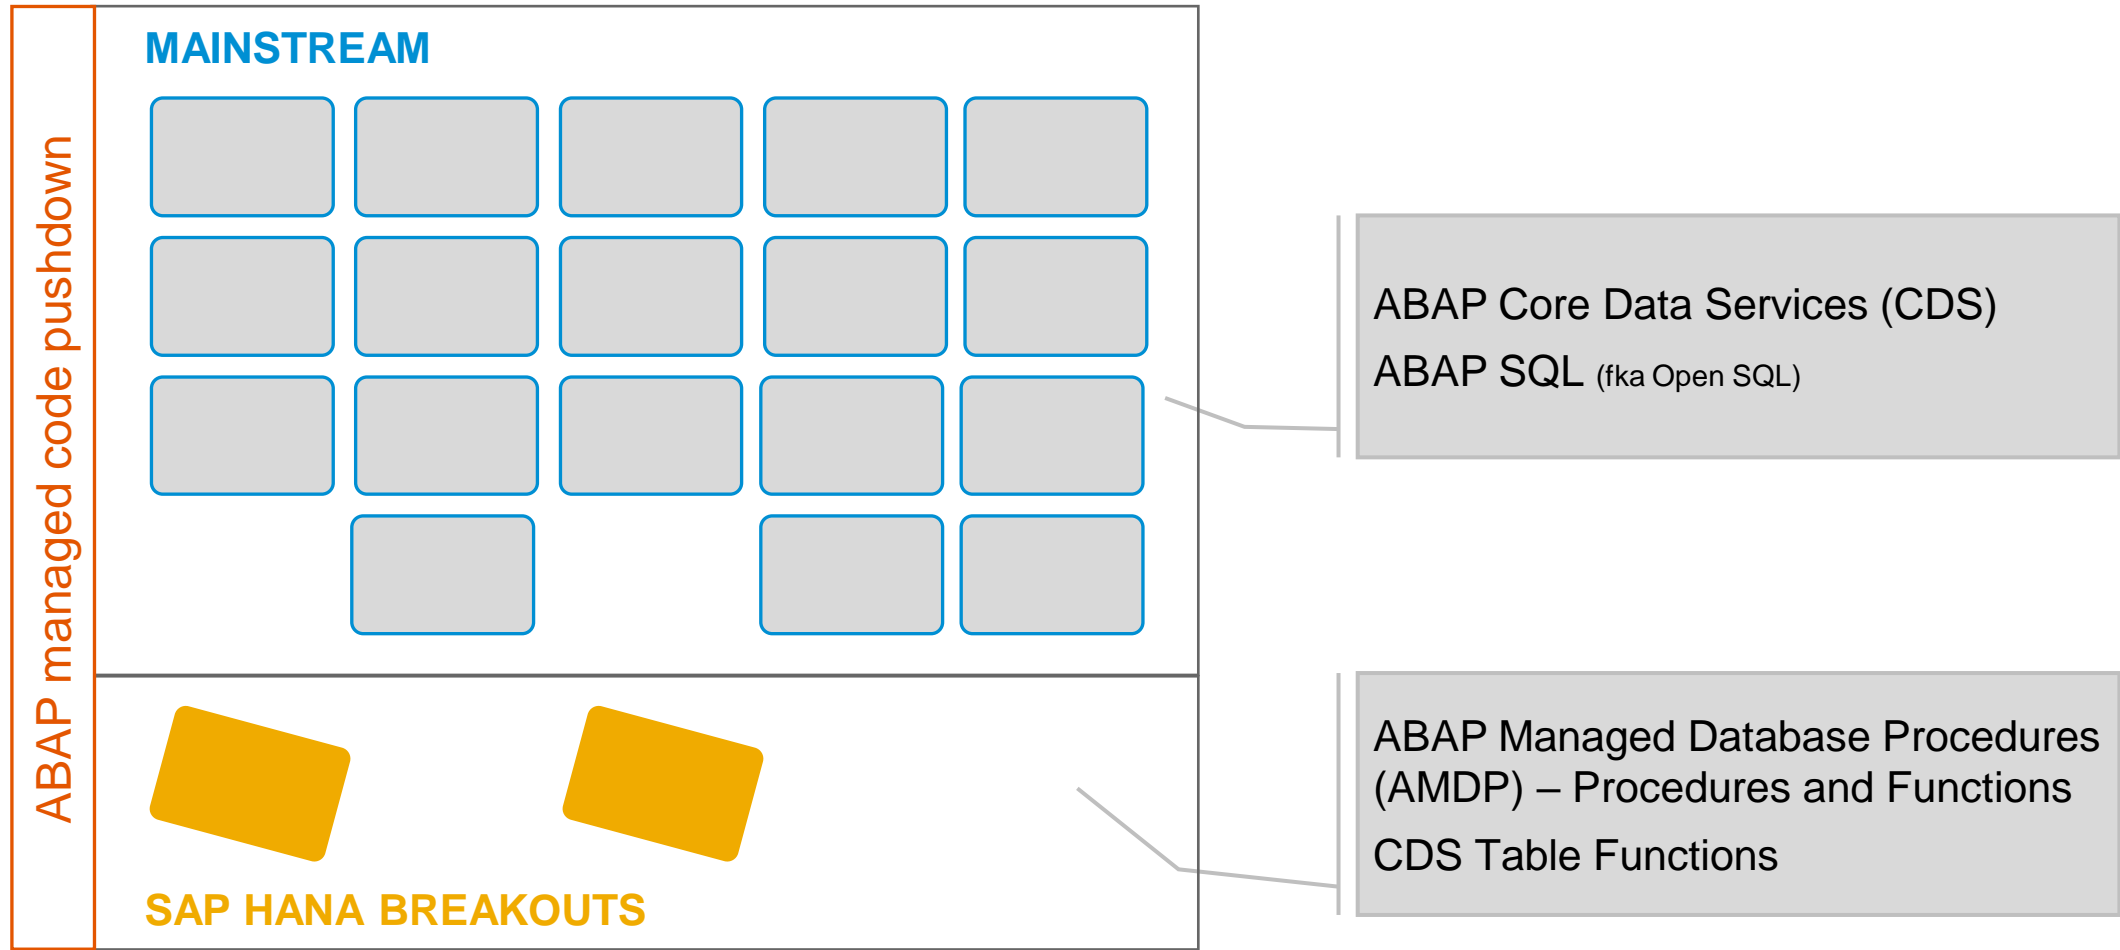 ABAP managed code pushdown
MAINSTREAM
ABAP Core Data Services (CDS)
ABAP SQL (fka Open SQL)
ABAP Managed Database Procedures
(AMDP) – Procedures and Functions
CDS Table Functions
SAP HANA BREAKOUTS